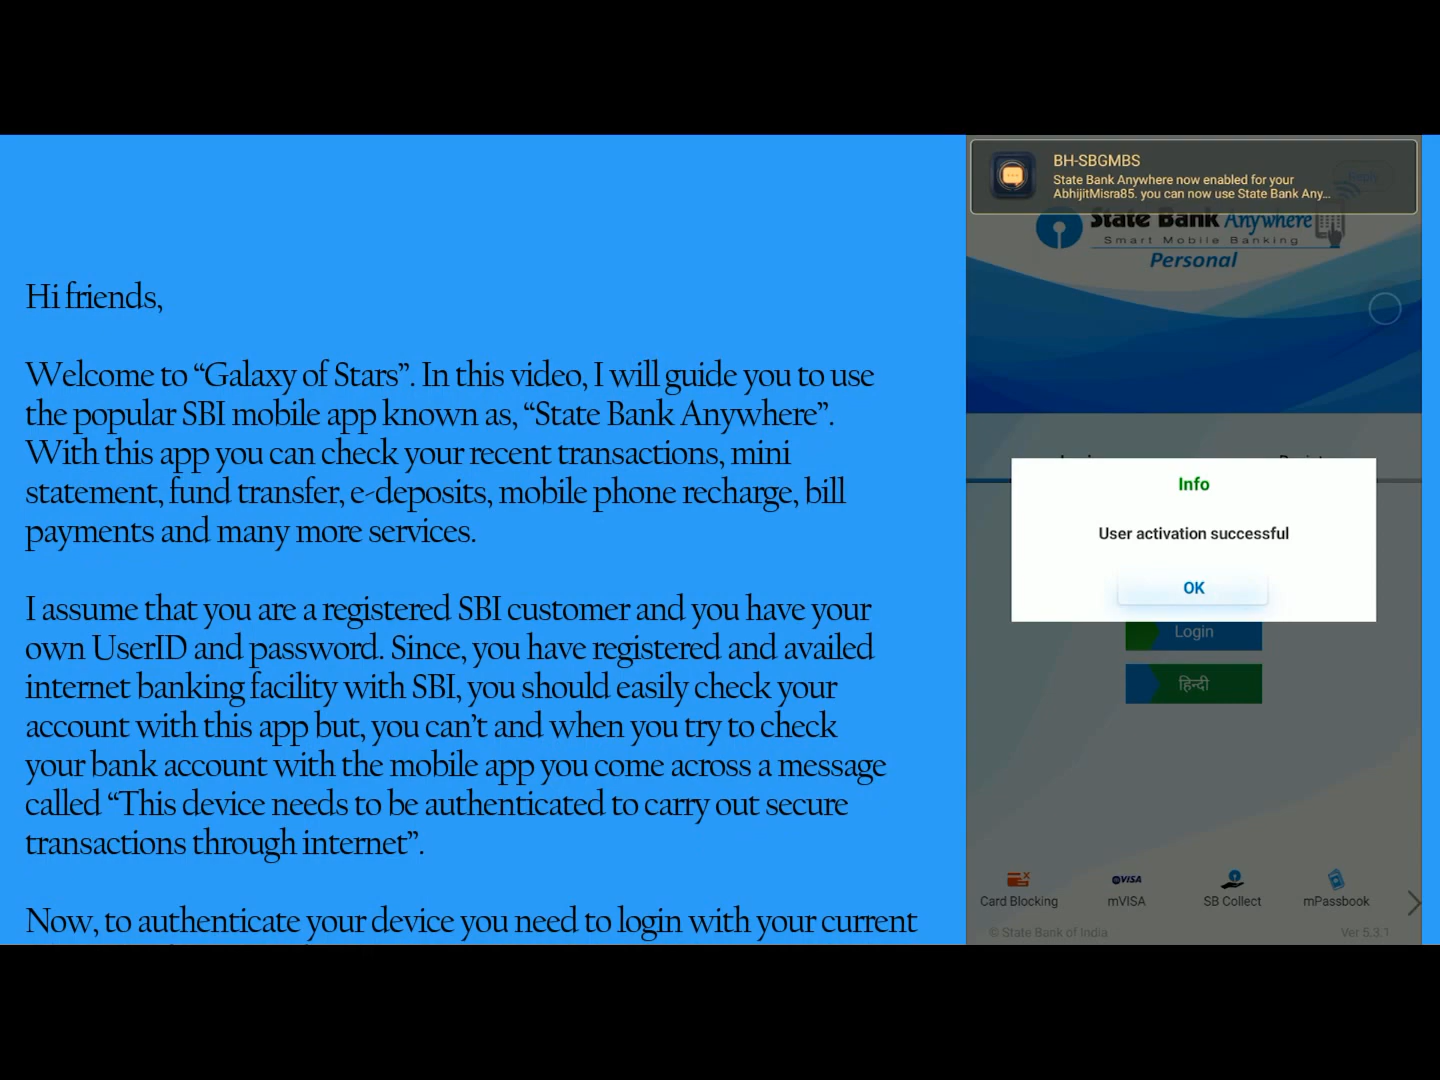 Hi friends,
Welcome to “Galaxy of Stars”. In this video, I will guide you to use
the popular SBI mobile app known as, “State Bank Anywhere”.
With this app you can check your recent transactions, mini
statement, fund transfer, e-deposits, mobile phone recharge, bill
payments and many more services.
I assume that you are a registered SBI customer and you have your
own UserID and password. Since, you have registered and availed
internet banking facility with SBI, you should easily check your
account with this app but, you can’t and when you try to check
your bank account with the mobile app you come across a message
called “This device needs to be authenticated to carry out secure
transactions through internet”.
Now, to authenticate your device you need to login with your current
BH-SBGMBS
State Bank Anywhere now enabled for your
AbhijitMisra85. you can now use State Bank Any...
Reply
State Bank Anywhere
Smart Mobile Banking
Personal
Info
User activation successful
OK
Login
हिन्दी
Card Blocking
VISA
mVISA
SB Collect
mPassbook
© State Bank of India
Ver 5.3.1